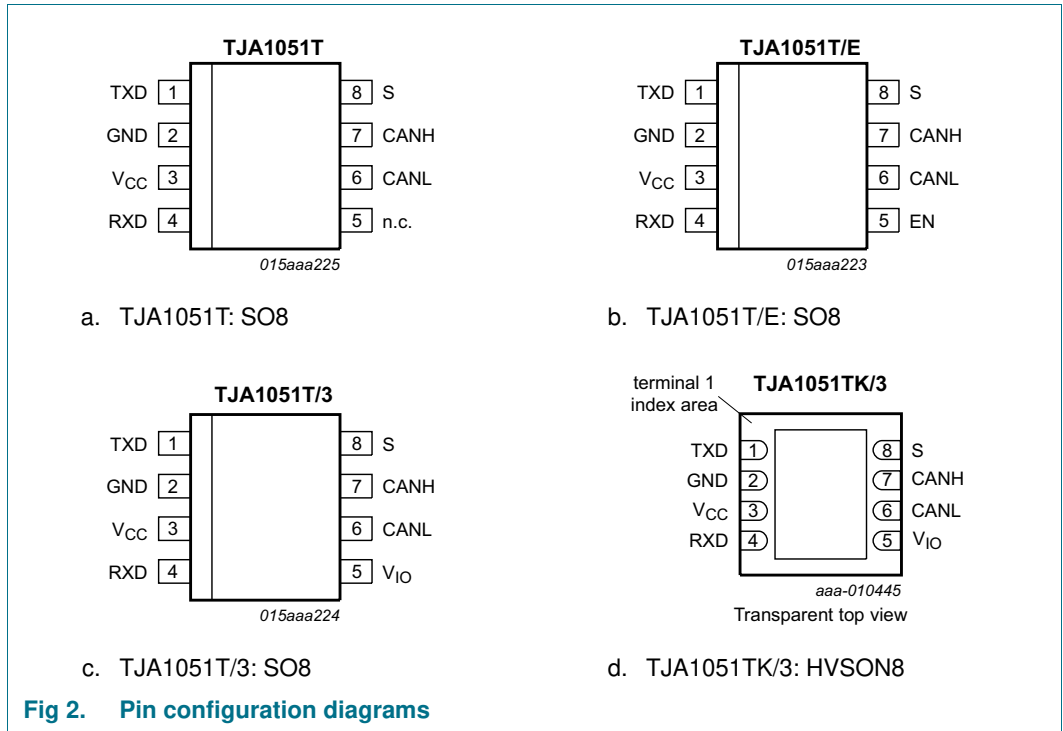 TJA1051T
TXD 1 8 S
GND 2 7 CANH
VCC 3 6 CANL
RXD 4 5 n.c.
015aaa225
a. TJA1051T: SO8
TJA1051T/E
TXD 1 8 S
GND 2 7 CANH
VCC 3 6 CANL
RXD 4 5 EN
015aaa223
b. TJA1051T/E: SO8
TJA1051T/3
TXD 1 8 S
GND 2 7 CANH
VCC 3 6 CANL
RXD 4 5 VIO
015aaa224
c. TJA1051T/3: SO8
terminal 1
index area
TJA1051TK/3
TXD 1 8 S
GND 2 7 CANH
VCC 3 6 CANL
RXD 4 5 VIO
aaa-010445
Transparent top view
d. TJA1051TK/3: HVSON8
Fig 2. Pin configuration diagrams